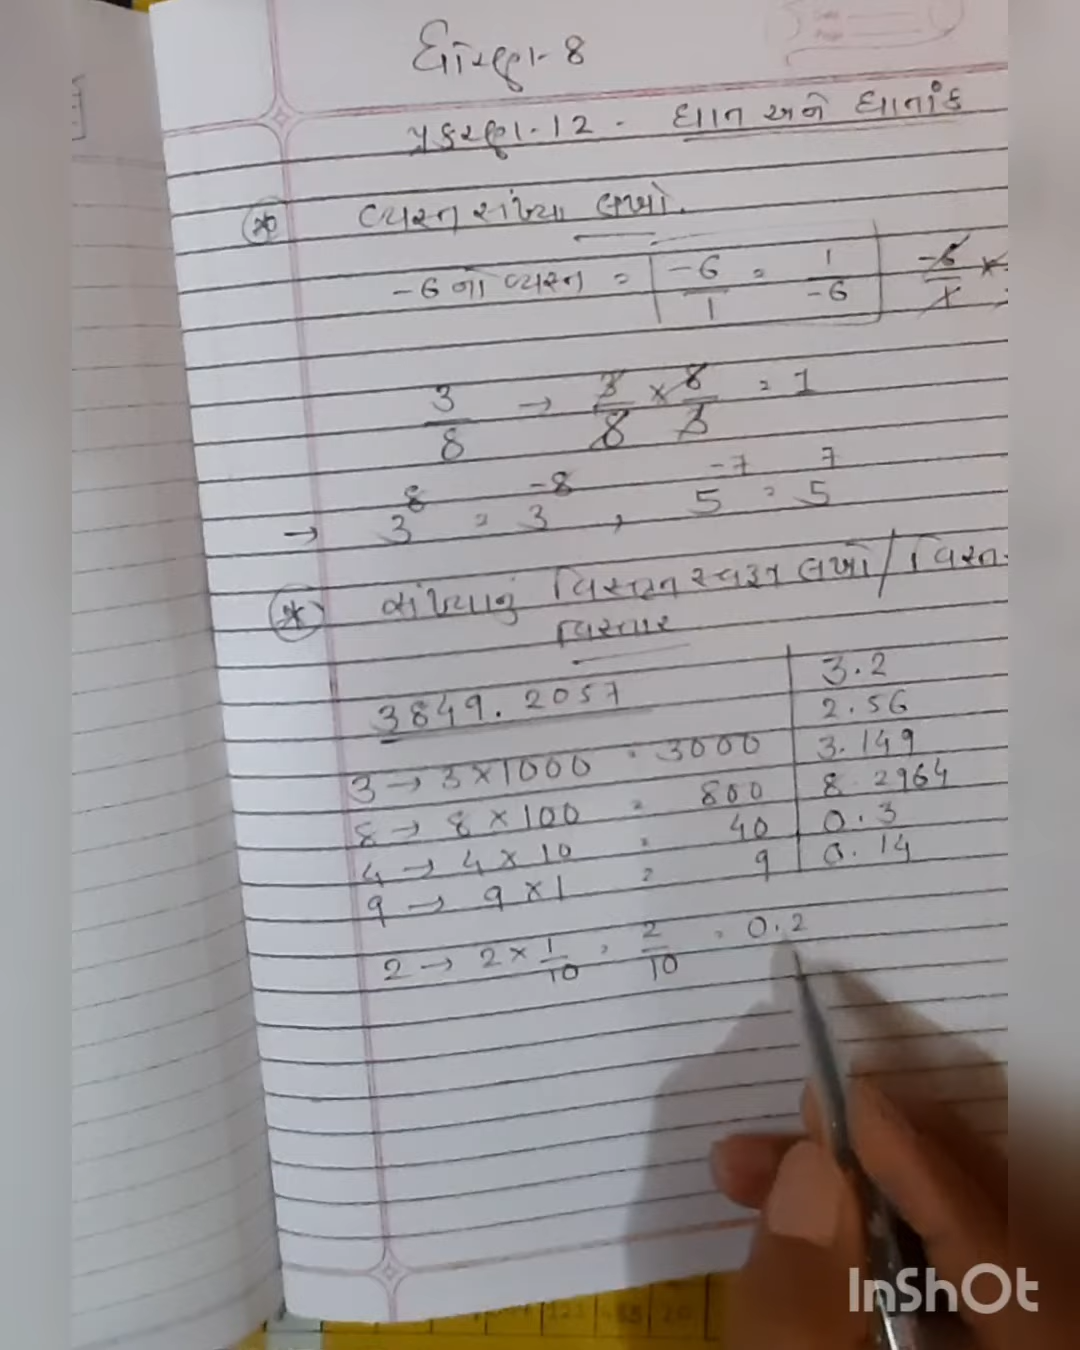 ધોરણ-8
પ્રકરણ-12 - ઘાત અને ઘાતાંક
* વ્યસ્ત સંખ્યા લખો.
-6 નો વ્યસ્ત = -6/1 = 1/-6 -6/1 ×
3/8 → 3/8 × 8/3 = 1
→ 3^8 = 3^-8 , 5^-7 = 5^7
* સંખ્યાનું વિસ્તૃત સ્વરૂપ લખો/
વિસ્તાર
3849.2057 3.2
2.56
3 → 3×1000 = 3000 3.149
8 → 8×100 = 800 8.2964
4 → 4×10 = 40 0.3
9 → 9×1 = 9 0.14
2 → 2×1/10 = 2/10 = 0.2
InShOt